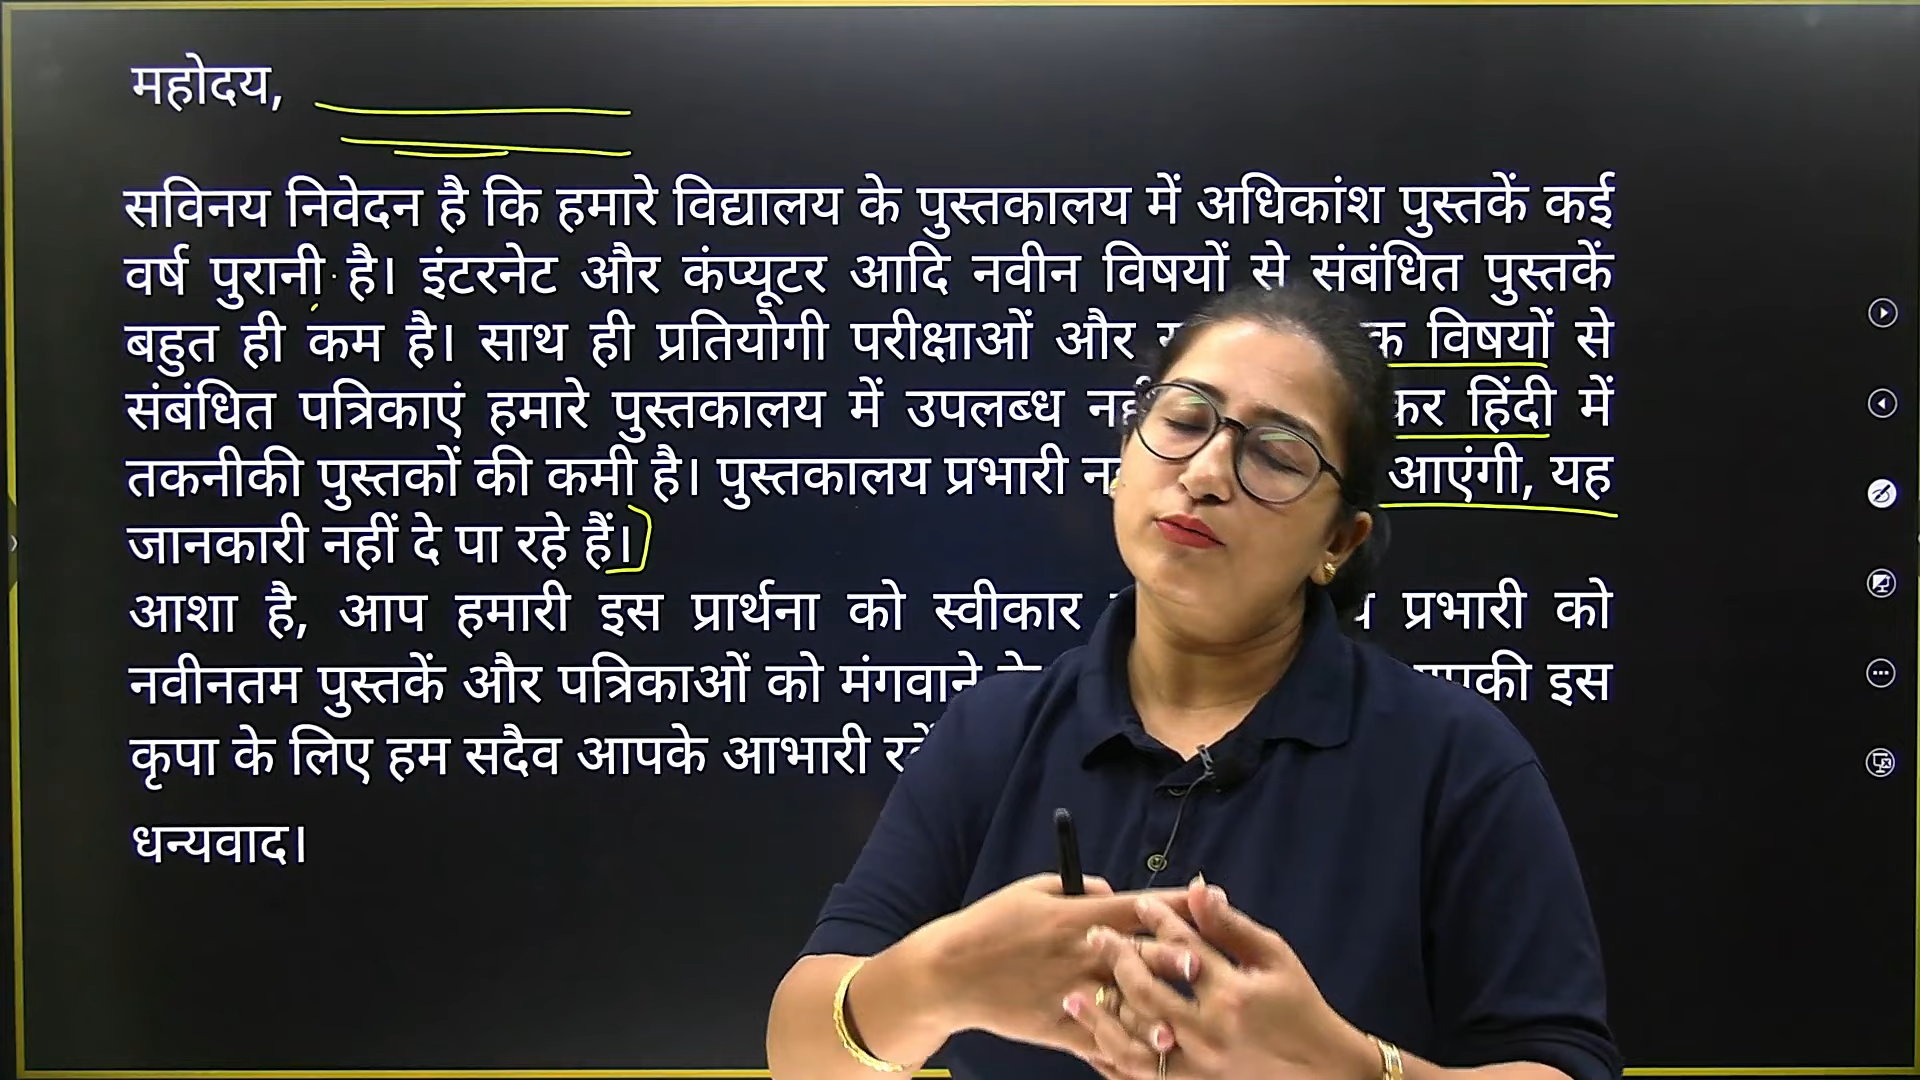 महोदय,
सविनय निवेदन है कि हमारे विद्यालय के पुस्तकालय में अधिकांश पुस्तकें कई
वर्ष पुरानी है। इंटरनेट और कंप्यूटर आदि नवीन विषयों से संबंधित पुस्तकें
बहुत ही कम है। साथ ही प्रतियोगी परीक्षाओं और विषयों से
संबंधित पत्रिकाएं हमारे पुस्तकालय में उपलब्ध हिंदी में
तकनीकी पुस्तकों की कमी है। पुस्तकालय प्रभारी आएंगी, यह
जानकारी नहीं दे पा रहे हैं।
आशा है, आप हमारी इस प्रार्थना को स्वीकार प्रभारी को
नवीनतम पुस्तकें और पत्रिकाओं को मंगवाने इस
कृपा के लिए हम सदैव आपके आभारी
धन्यवाद।